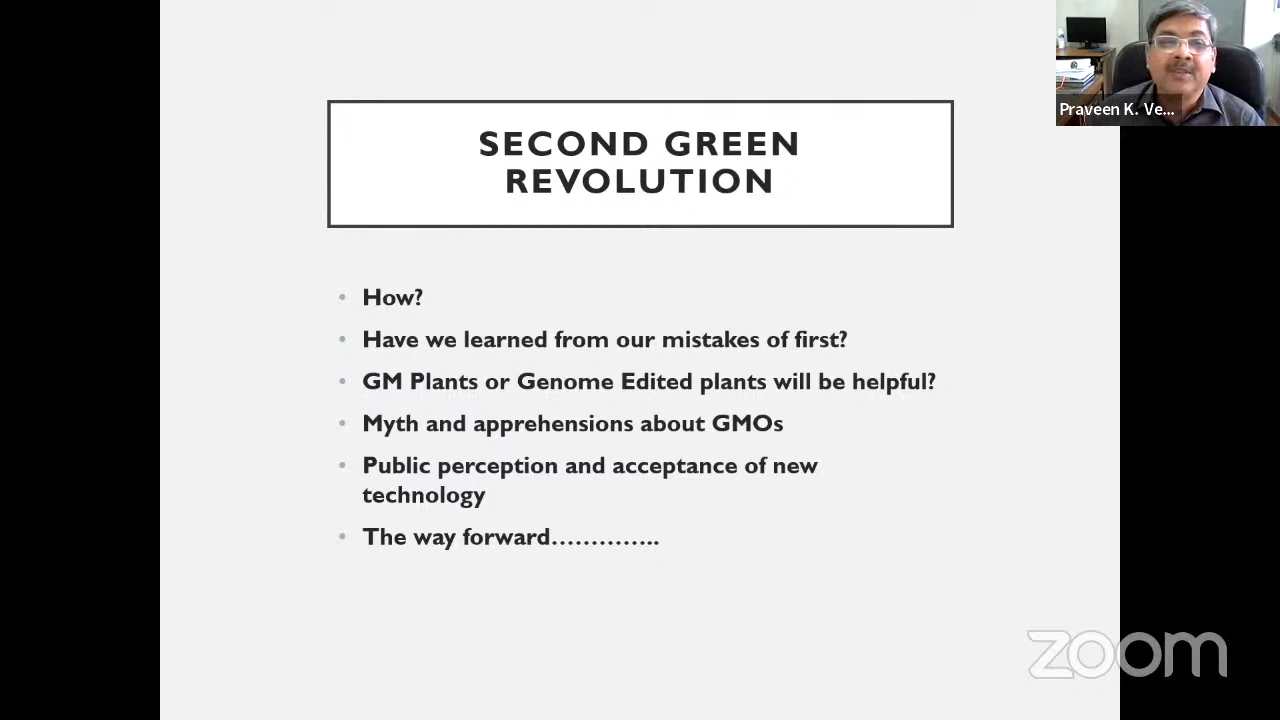 Praveen K. Ve...
SECOND GREEN
REVOLUTION
• How?
• Have we learned from our mistakes of first?
• GM Plants or Genome Edited plants will be helpful?
• Myth and apprehensions about GMOs
• Public perception and acceptance of new
technology
• The way forward…………..
zoom